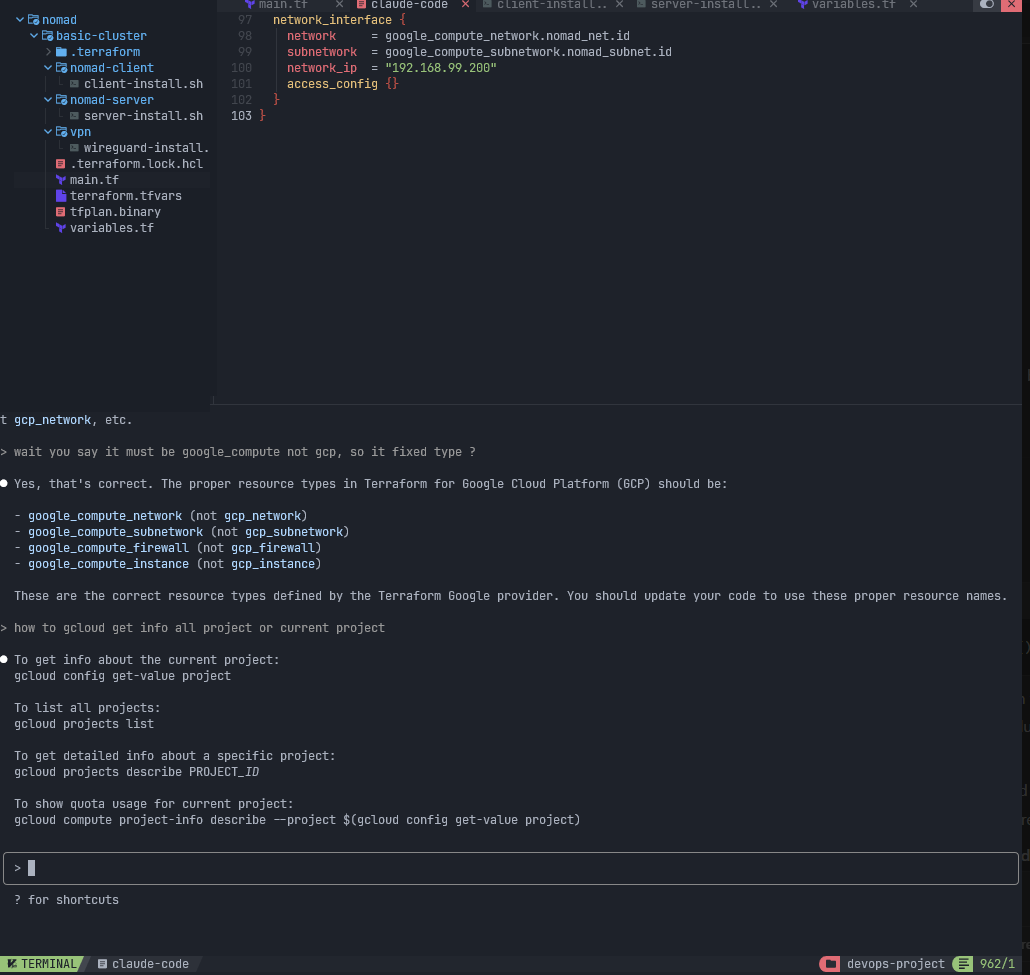 main.tf × claude-code × client-install.. × server-install.. × variables.tf ×
nomad
basic-cluster
.terraform
nomad-client
client-install.sh
nomad-server
server-install.sh
vpn
wireguard-install.
.terraform.lock.hcl
main.tf
terraform.tfvars
tfplan.binary
variables.tf
97 network_interface {
98 network = google_compute_network.nomad_net.id
99 subnetwork = google_compute_subnetwork.nomad_subnet.id
100 network_ip = "192.168.99.200"
101 access_config {}
102 }
103 }
t gcp_network, etc.
> wait you say it must be google_compute not gcp, so it fixed type ?
● Yes, that's correct. The proper resource types in Terraform for Google Cloud Platform (GCP) should be:
- google_compute_network (not gcp_network)
- google_compute_subnetwork (not gcp_subnetwork)
- google_compute_firewall (not gcp_firewall)
- google_compute_instance (not gcp_instance)
These are the correct resource types defined by the Terraform Google provider. You should update your code to use these proper resource names.
> how to gcloud get info all project or current project
● To get info about the current project:
gcloud config get-value project
To list all projects:
gcloud projects list
To get detailed info about a specific project:
gcloud projects describe PROJECT_ID
To show quota usage for current project:
gcloud compute project-info describe --project $(gcloud config get-value project)
>
? for shortcuts
TERMINAL claude-code devops-project 962/1